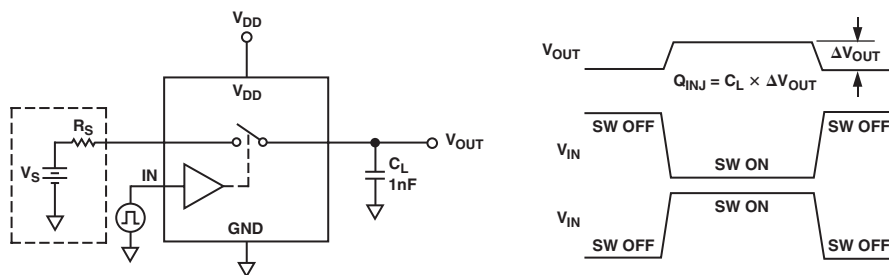 VDD
VDD
RS
VS
IN
GND
VOUT
CL
1nF
VOUT
ΔVOUT
QINJ = CL × ΔVOUT
SW OFF
SW OFF
VIN
SW ON
SW ON
VIN
SW OFF
SW OFF